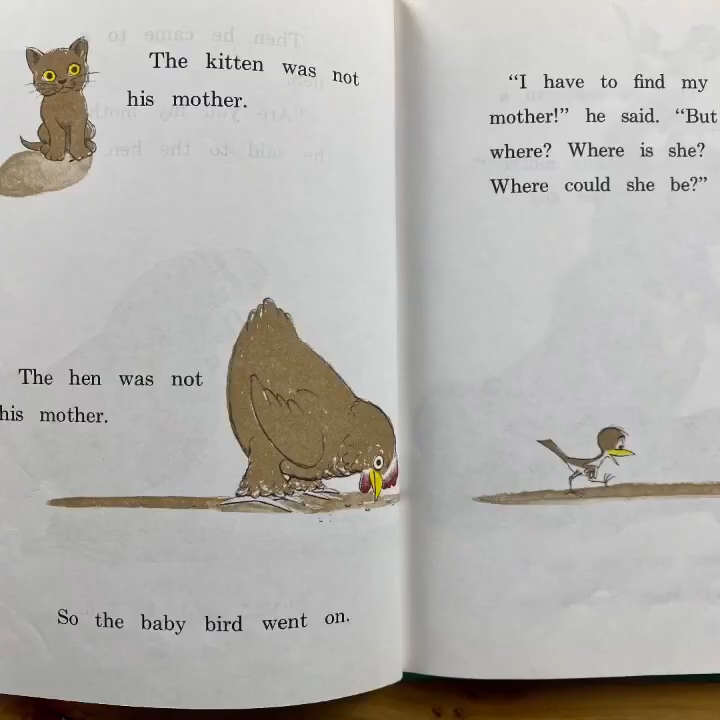 The kitten was not
his mother.
The hen was not
his mother.
So the baby bird went on.
“I have to find my
mother!” he said. “But
where? Where is she?
Where could she be?”